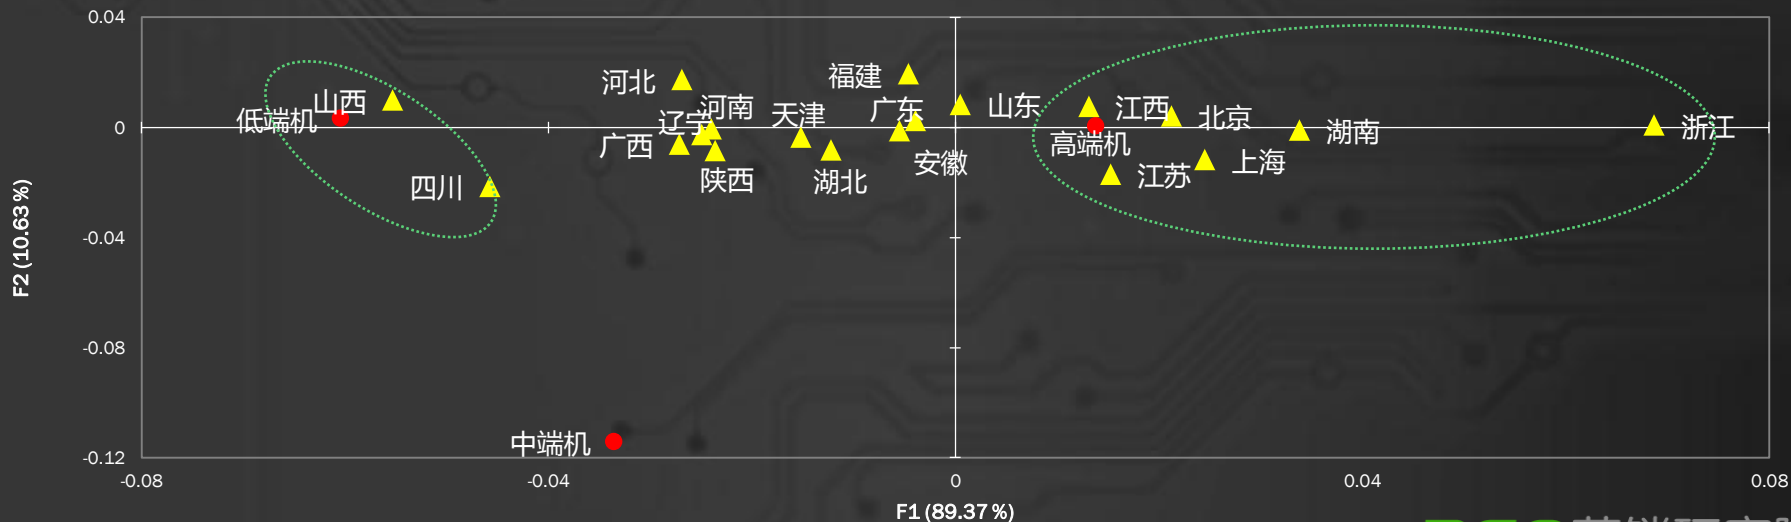 0.04
河北
福建
山西
低端机
河南
辽宁
天津
广东
山东
江西
北京
0
广西
安徽
高端机
湖南
浙江
陕西
湖北
江苏
上海
四川
-0.04
F2 (10.63 %)
-0.08
中端机
-0.12
-0.08
-0.04
0
0.04
0.08
F1 (89.37 %)